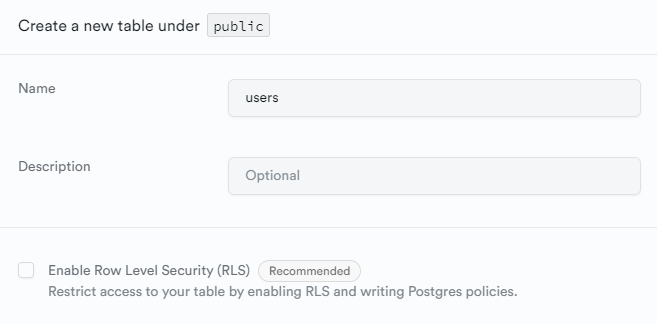 Create a new table under public
Name
users
Description
Optional
Enable Row Level Security (RLS) Recommended
Restrict access to your table by enabling RLS and writing Postgres policies.